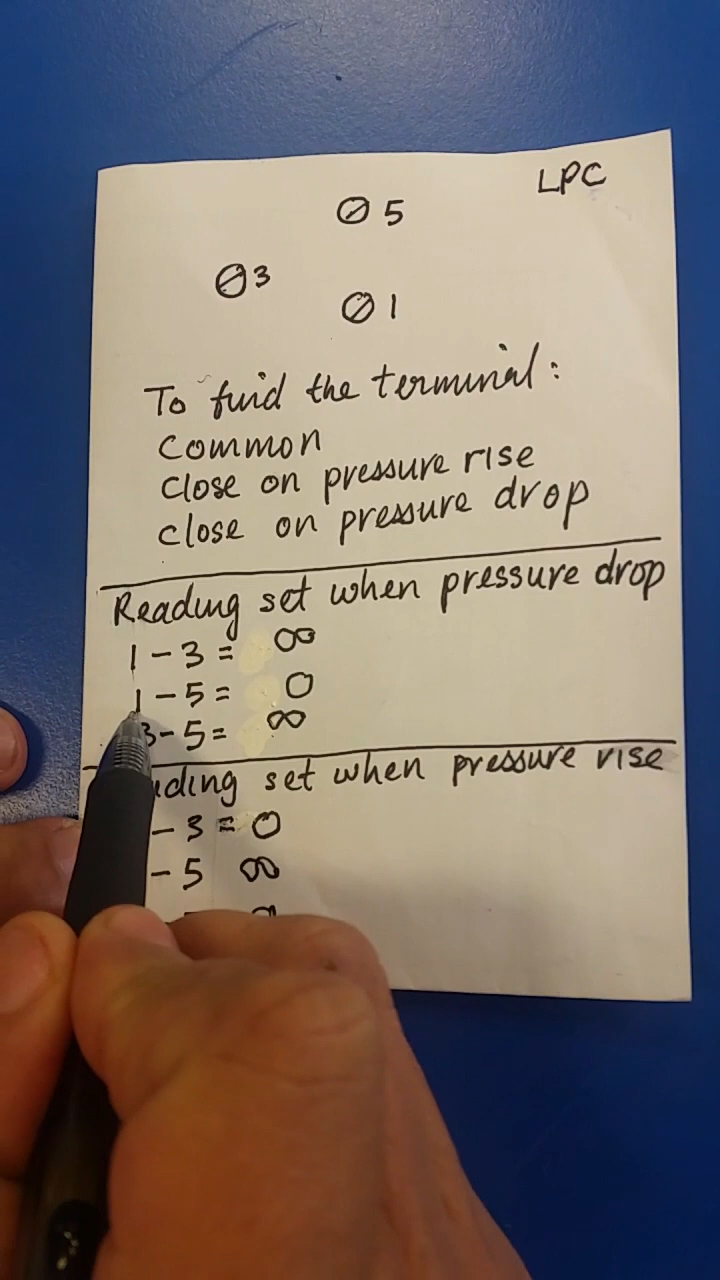 LPC
⊘ 5
⊘ 3
⊘ 1
To find the terminal:
common
close on pressure rise
close on pressure drop
Reading set when pressure drop
1 - 3 = ∞
1 - 5 = 0
3 - 5 = ∞
ding set when pressure rise
- 3 = 0
- 5 ∞